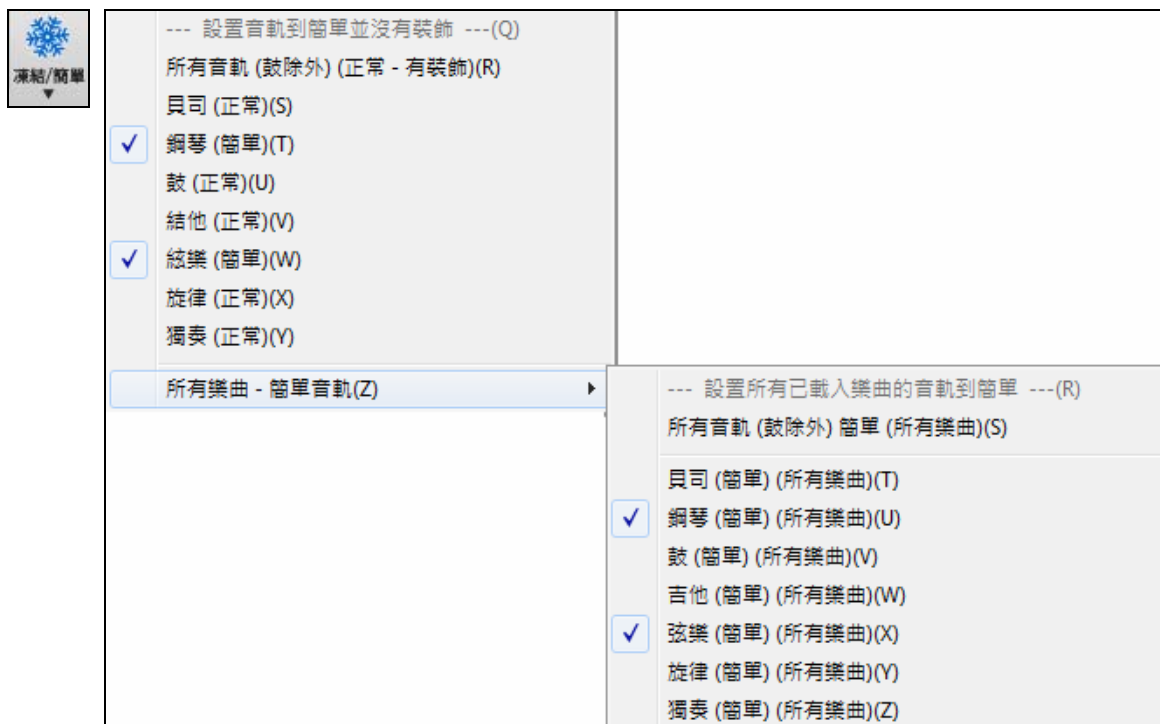 凍結/簡單
--- 設置音軌到簡單並沒有裝飾 ---(Q)
所有音軌 (鼓除外) (正常 - 有裝飾)(R)
貝司 (正常)(S)
鋼琴 (簡單)(T)
鼓 (正常)(U)
結他 (正常)(V)
絃樂 (簡單)(W)
旋律 (正常)(X)
獨奏 (正常)(Y)
所有樂曲 - 簡單音軌(Z)
--- 設置所有已載入樂曲的音軌到簡單 ---(R)
所有音軌 (鼓除外) 簡單 (所有樂曲)(S)
貝司 (簡單) (所有樂曲)(T)
鋼琴 (簡單) (所有樂曲)(U)
鼓 (簡單) (所有樂曲)(V)
吉他 (簡單) (所有樂曲)(W)
弦樂 (簡單) (所有樂曲)(X)
旋律 (簡單) (所有樂曲)(Y)
獨奏 (簡單) (所有樂曲)(Z)